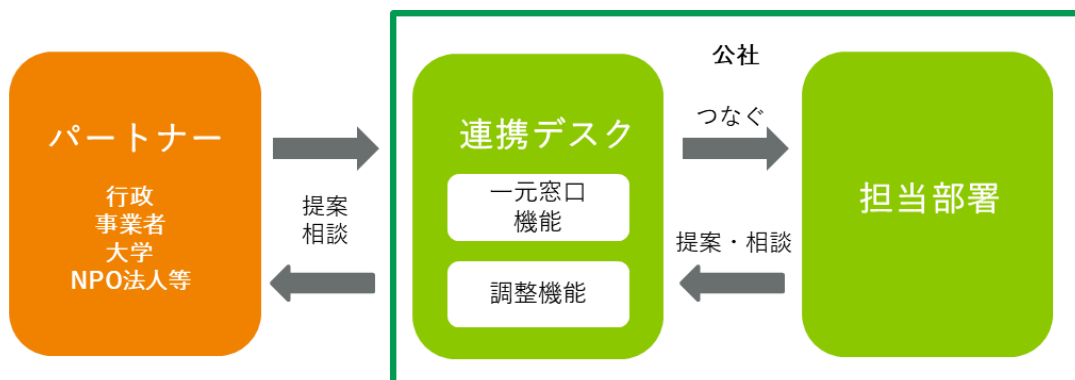 パートナー
行政
事業者
大学
NPO法人等
提案
相談
公社
連携デスク
一元窓口
機能
調整機能
つなぐ
提案・相談
担当部署